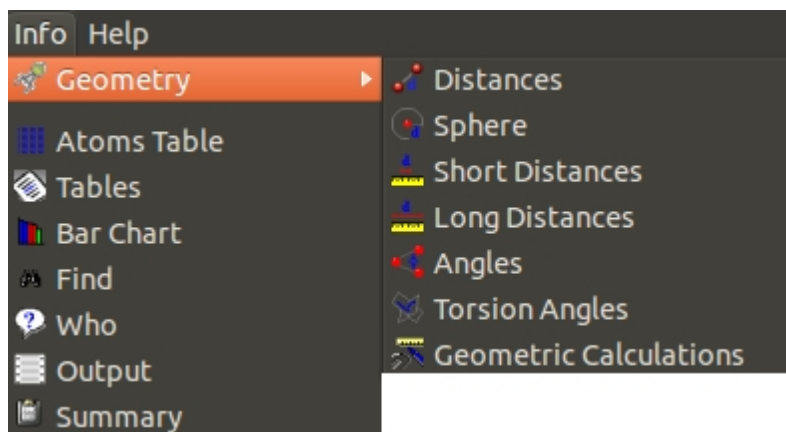 Info Help
Geometry
Atoms Table
Tables
Bar Chart
Find
Who
Output
Summary
Distances
Sphere
Short Distances
Long Distances
Angles
Torsion Angles
Geometric Calculations